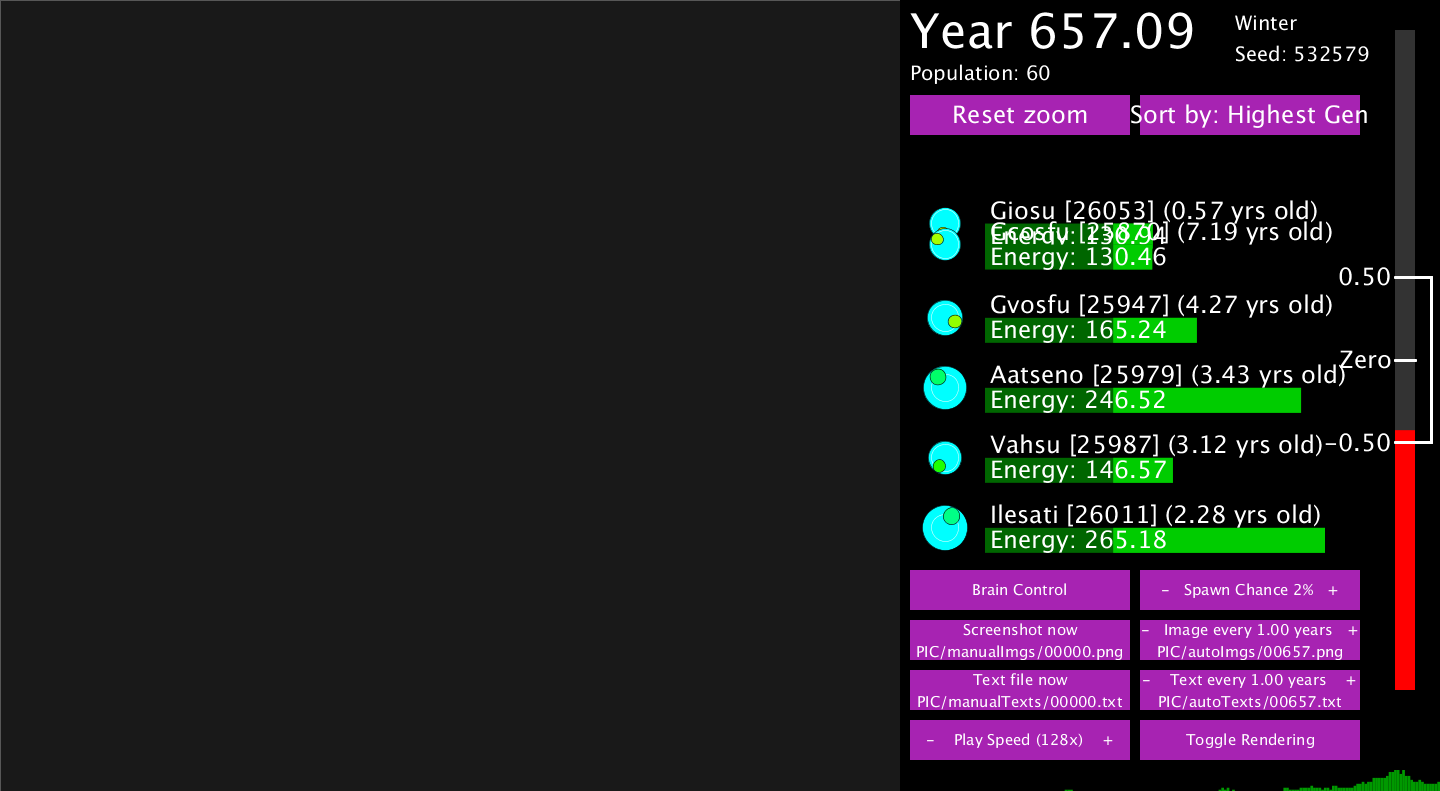 Year 657.09
Winter
Seed: 532579
Population: 60
Reset zoom
Sort by: Highest Gen
Giosu [26053] (0.57 yrs old)
[25870] (7.19 yrs old)
Energy: 130.94
Energy: 130.46
0.50
Gvosfu [25947] (4.27 yrs old)
Energy: 165.24
Zero
Aatseno [25979] (3.43 yrs old)
Energy: 246.52
Vahsu [25987] (3.12 yrs old)
-0.50
Energy: 146.57
Ilesati [26011] (2.28 yrs old)
Energy: 265.18
Brain Control
- Spawn Chance 2% +
Screenshot now
PIC/manualImgs/00000.png
- Image every 1.00 years +
PIC/autoImgs/00657.png
Text file now
PIC/manualTexts/00000.txt
- Text every 1.00 years +
PIC/autoTexts/00657.txt
- Play Speed (128x) +
Toggle Rendering